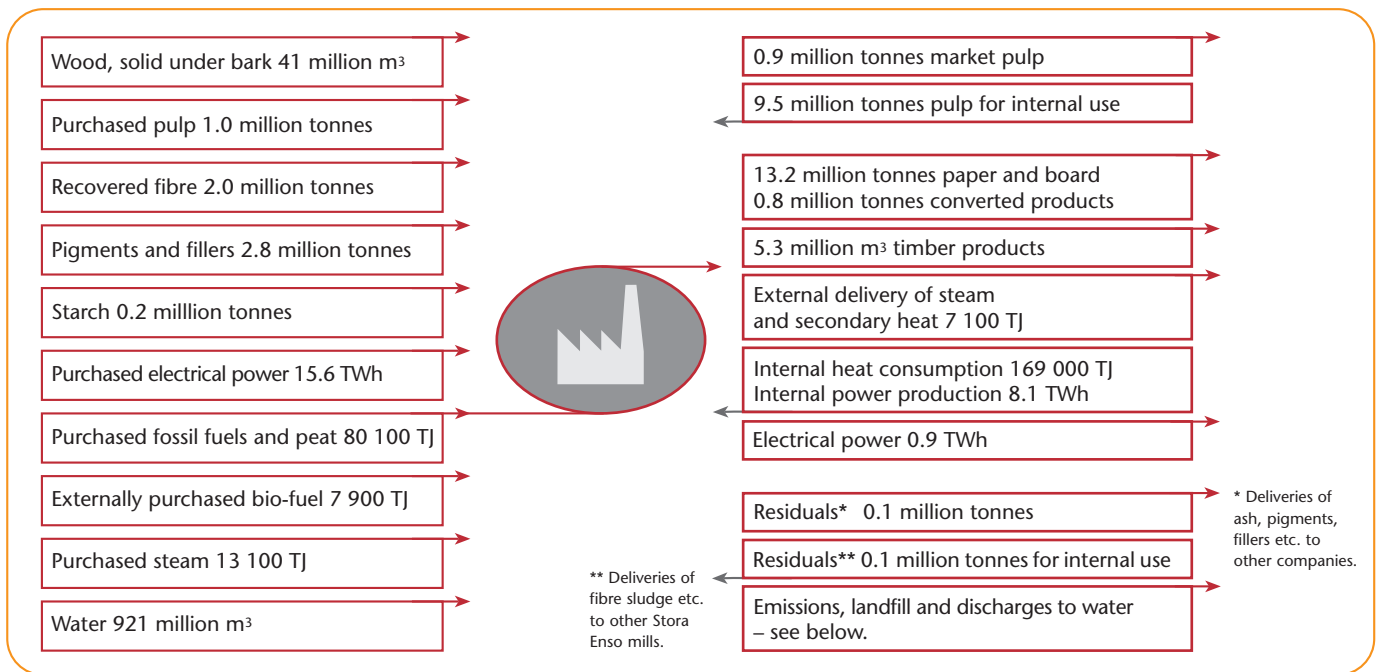 Wood, solid under bark 41 million m³
Purchased pulp 1.0 million tonnes
Recovered fibre 2.0 million tonnes
Pigments and fillers 2.8 million tonnes
Starch 0.2 milllion tonnes
Purchased electrical power 15.6 TWh
Purchased fossil fuels and peat 80 100 TJ
Externally purchased bio-fuel 7 900 TJ
Purchased steam 13 100 TJ
Water 921 million m³
** Deliveries of
fibre sludge etc.
to other Stora
Enso mills.
0.9 million tonnes market pulp
9.5 million tonnes pulp for internal use
13.2 million tonnes paper and board
0.8 million tonnes converted products
5.3 million m³ timber products
External delivery of steam
and secondary heat 7 100 TJ
Internal heat consumption 169 000 TJ
Internal power production 8.1 TWh
Electrical power 0.9 TWh
Residuals* 0.1 million tonnes
Residuals** 0.1 million tonnes for internal use
Emissions, landfill and discharges to water
– see below.
* Deliveries of
ash, pigments,
fillers etc. to
other companies.